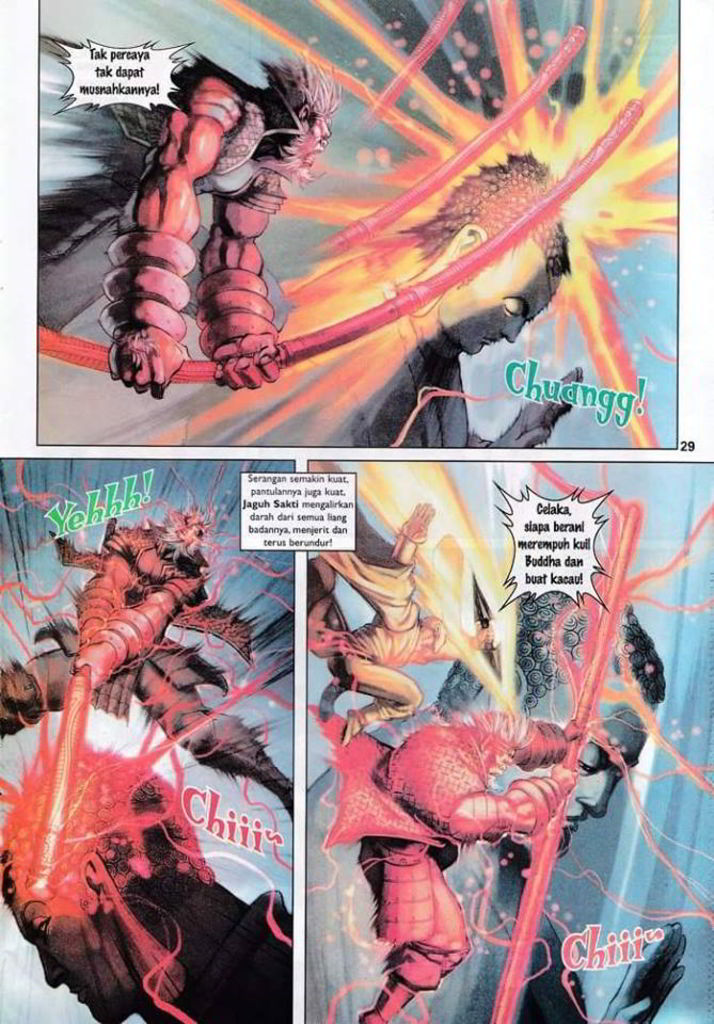 Tak percaya
tak dapat
musnahkannya!
Chuangg!
29
Yehhh!
Serangan semakin kuat,
pantulannya juga kuat.
Jaguh Sakti mengalirkan
darah dari semua liang
badannya, menjerit dan
terus berundur!
Celaka,
siapa berani
merempuh kuil
Buddha dan
buat kacau!
Chiii~
Chiii~